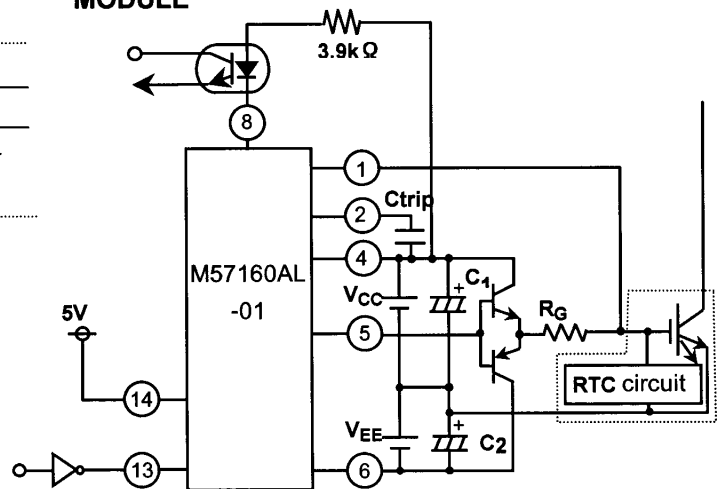 MODULE
3.9k Ω
8
1
Ctrip
2
4
M57160AL
-01
VCC
C1
5V
5
RG
RTC circuit
14
VEE
C2
13
6
+
+